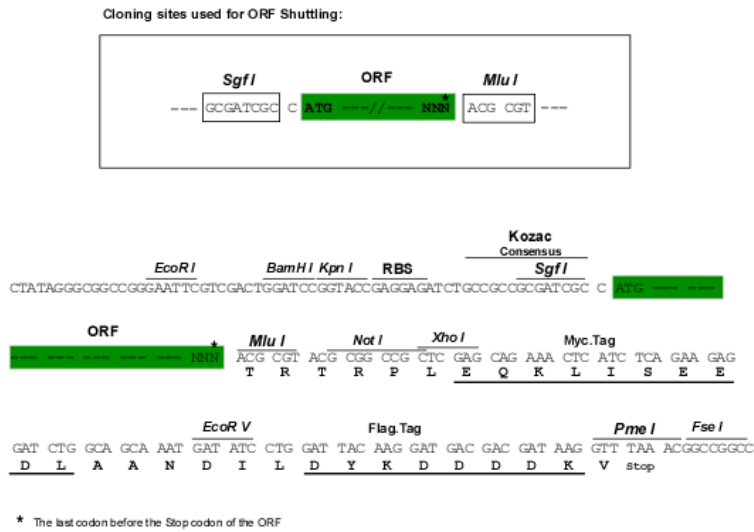 Cloning sites used for ORF Shuttling:
Sgf I ORF Mlu I
*
--- GCGATCGC C ATG ---//--- NNN ACG CGT ---
Kozac
Consensus
EcoR I BamH I Kpn I RBS Sgf I
CTATAGGGCGGCCGGGAATTCGTCGACTGGATCCGGTACCGAGGAGATCTGCCGCCGCGATCGC C ATG --- ---
ORF
* Mlu I Not I Xho I Myc.Tag
--- --- --- --- --- --- NNN ACG CGT ACG CGG CCG CTC GAG CAG AAA CTC ATC TCA GAA GAG
T R T R P L E Q K L I S E E
EcoR V Flag.Tag Pme I Fse I
GAT CTG GCA GCA AAT GAT ATC CTG GAT TAC AAG GAT GAC GAC GAT AAG GTT TAA ACGGCCGGCC
D L A A N D I L D Y K D D D D K V Stop
* The last codon before the Stop codon of the ORF